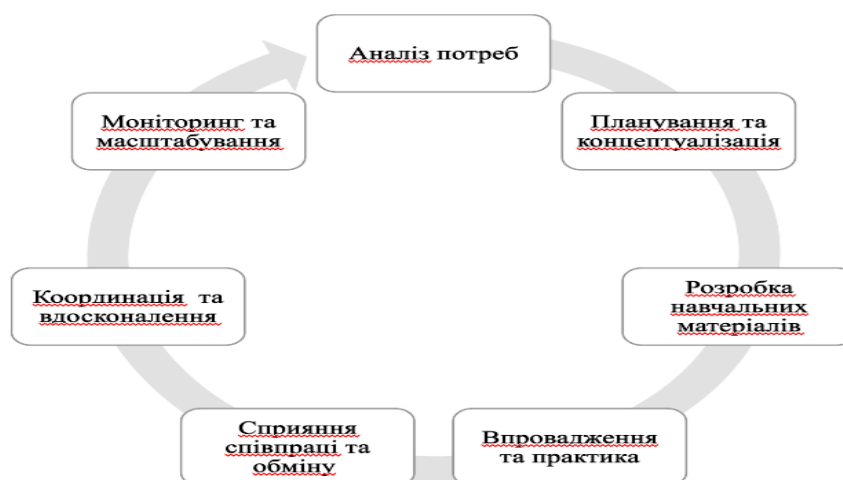 Аналіз потреб
Планування та
концептуалізація
Розробка
навчальних
матеріалів
Впровадження
та практика
Сприяння
співпраці та
обміну
Координація та
вдосконалення
Моніторинг та
масштабування